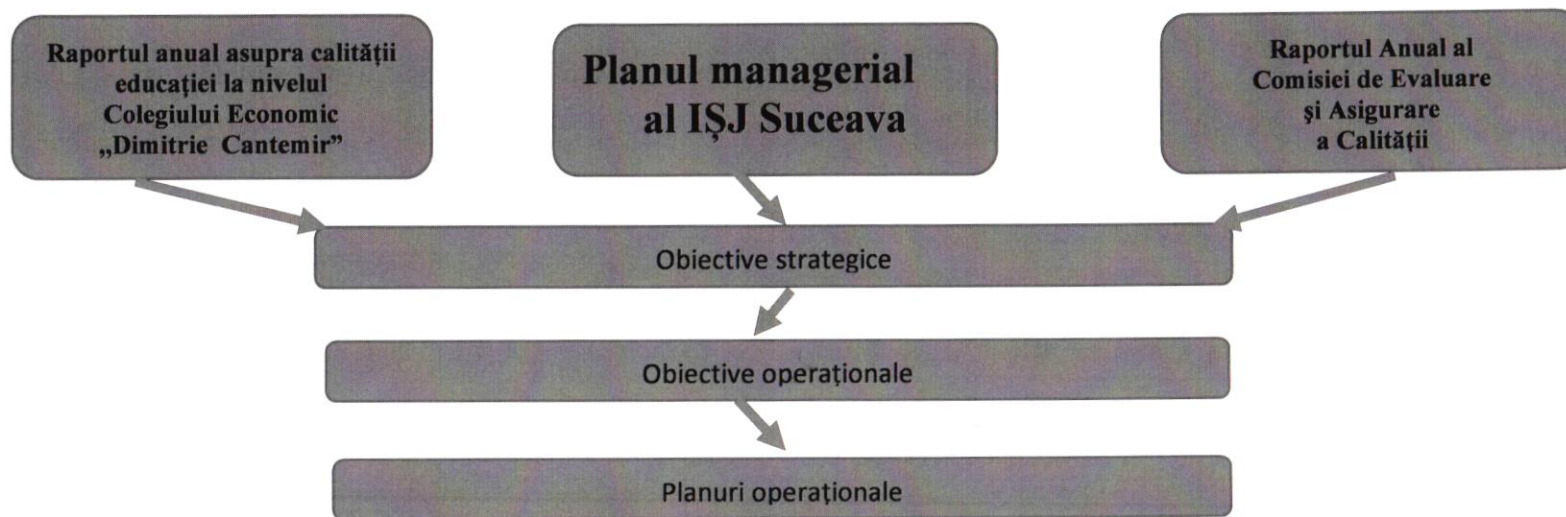 Raportul anual asupra calității
educației la nivelul
Colegiului Economic
„Dimitrie Cantemir”
Planul managerial
al IȘJ Suceava
Raportul Anual al
Comisiei de Evaluare
și Asigurare
a Calității
Obiective strategice
Obiective operaționale
Planuri operaționale